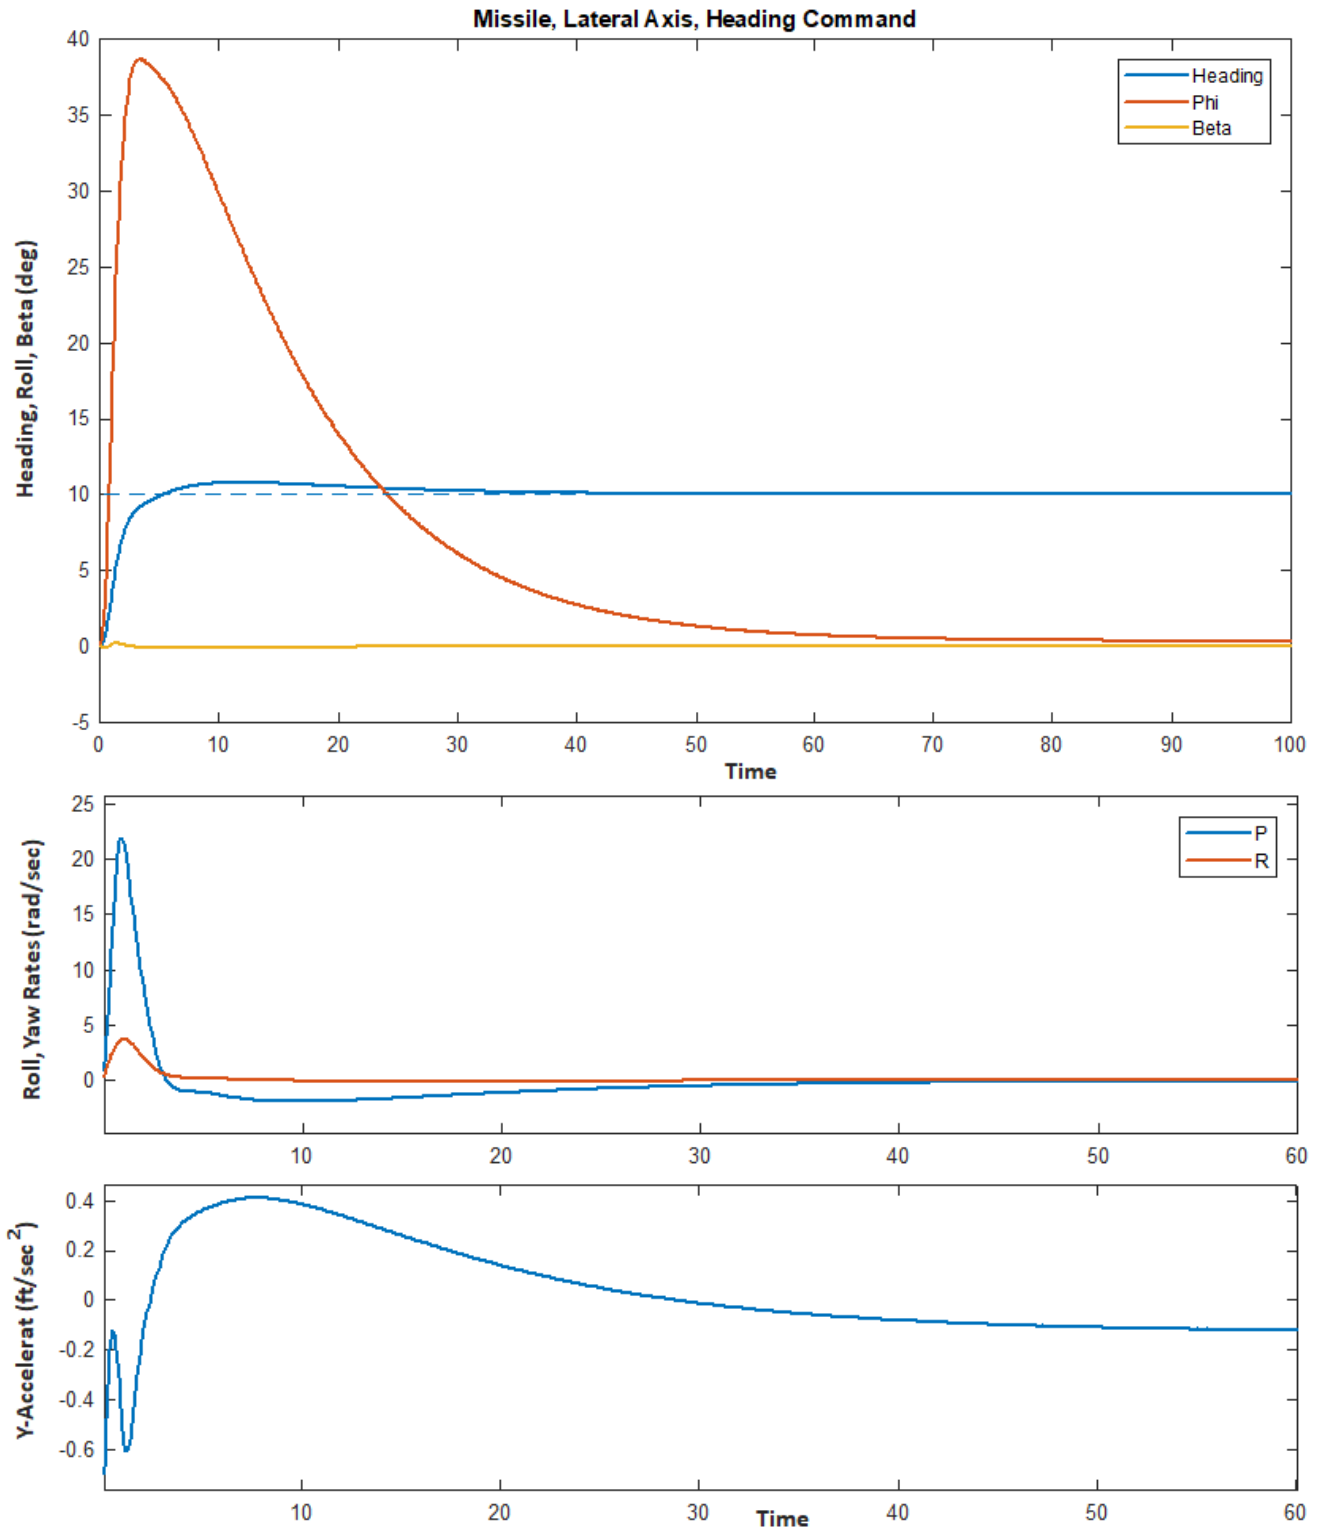 Missile, Lateral Axis, Heading Command
40
35
30
25
20
15
10
5
0
-5
Heading, Roll, Beta (deg)
Heading
Phi
Beta
0 10 20 30 40 50 60 70 80 90 100
Time
25
20
15
10
5
0
Roll, Yaw Rates (rad/sec)
P
R
10 20 30 40 50 60
0.4
0.2
0
-0.2
-0.4
-0.6
Y-Accelerat (ft/sec²)
10 20 30 40 50 60
Time